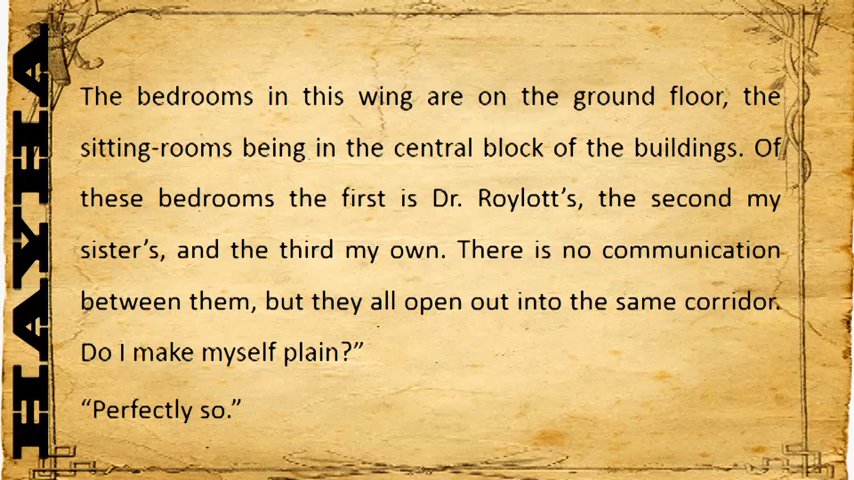 HAYHA
The bedrooms in this wing are on the ground floor, the
sitting-rooms being in the central block of the buildings. Of
these bedrooms the first is Dr. Roylott’s, the second my
sister’s, and the third my own. There is no communication
between them, but they all open out into the same corridor.
Do I make myself plain?”
“Perfectly so.”